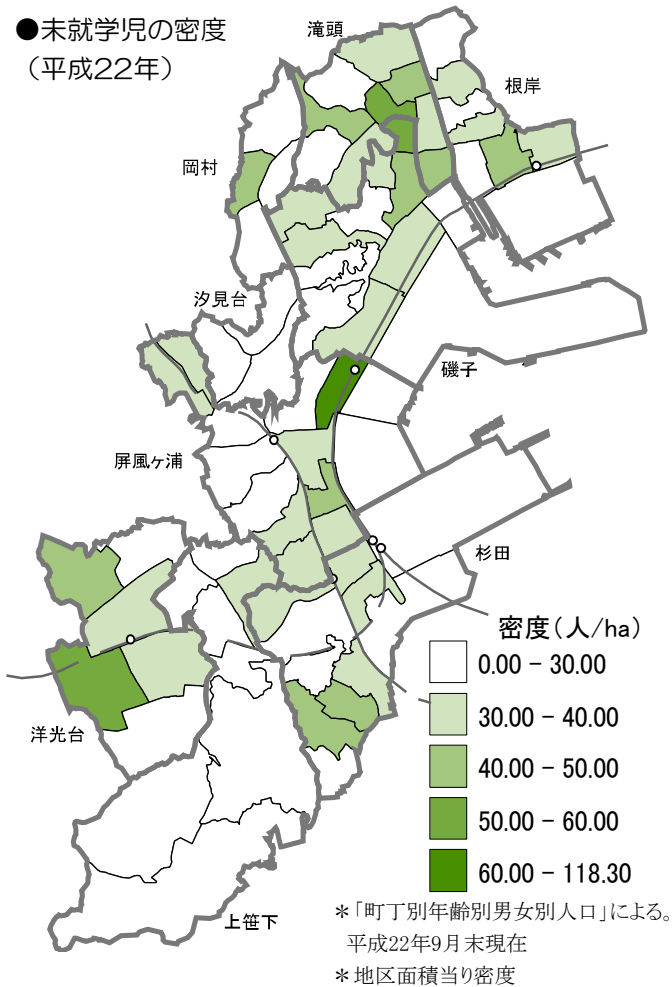 ●未就学児の密度
（平成22年）
滝頭
根岸
岡村
汐見台
磯子
屏風ヶ浦
杉田
洋光台
上笹下
密度（人/ha）
0.00 - 30.00
30.00 - 40.00
40.00 - 50.00
50.00 - 60.00
60.00 - 118.30
＊「町丁別年齢別男女別人口」による。
平成22年9月末現在
＊地区面積当り密度